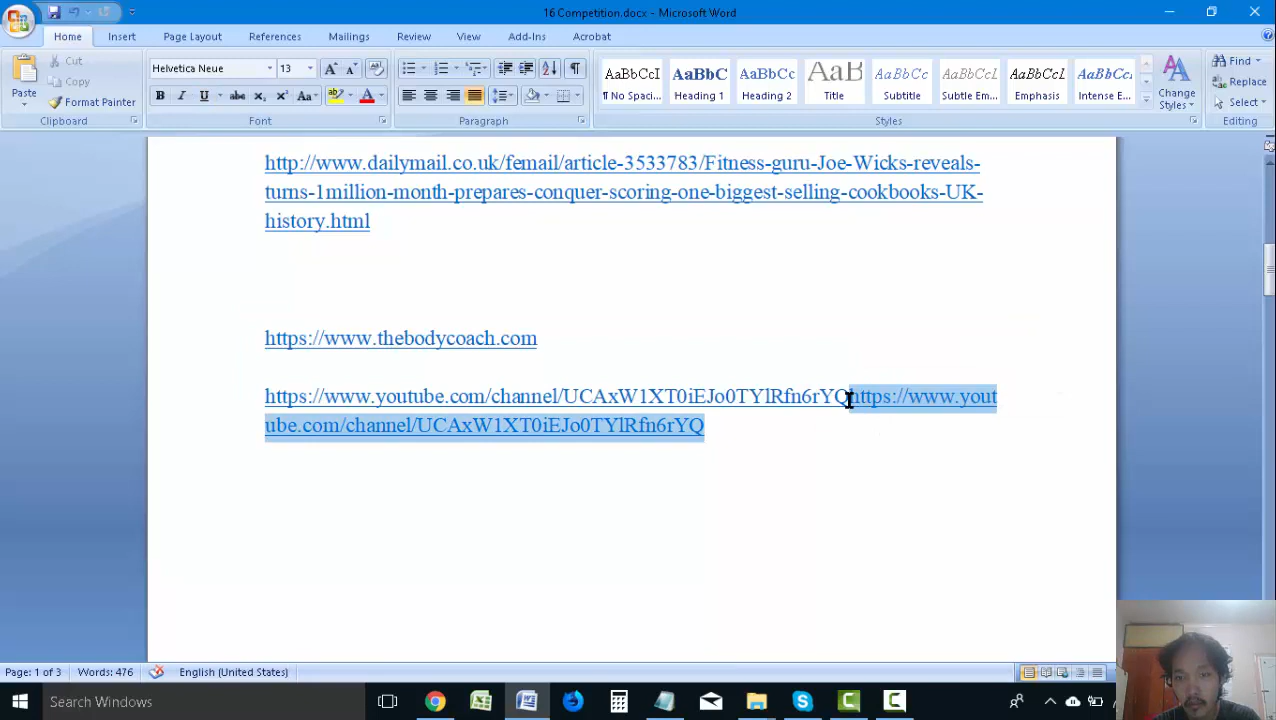 16 Competition.docx - Microsoft Word
Home Insert Page Layout References Mailings Review View Add-Ins Acrobat
Paste
Cut
Copy
Format Painter
Clipboard
Helvetica Neue 13
Font
Paragraph
AaBbCcI AaBbC AaBbCc AaBb AaBbCc. AaBbCcL AaBbCcL AaBbCc.
¶ No Spaci... Heading 1 Heading 2 Title Subtitle Subtle Em... Emphasis Intense E...
Change
Styles
Styles
Find
Replace
Select
Editing
http://www.dailymail.co.uk/femail/article-3533783/Fitness-guru-Joe-Wicks-reveals-
turns-1million-month-prepares-conquer-scoring-one-biggest-selling-cookbooks-UK-
history.html
https://www.thebodycoach.com
https://www.youtube.com/channel/UCAxW1XT0iEJo0TYlRfn6rYQhttps://www.yout
ube.com/channel/UCAxW1XT0iEJo0TYlRfn6rYQ
Page: 1 of 3 Words: 476 English (United States)
Search Windows